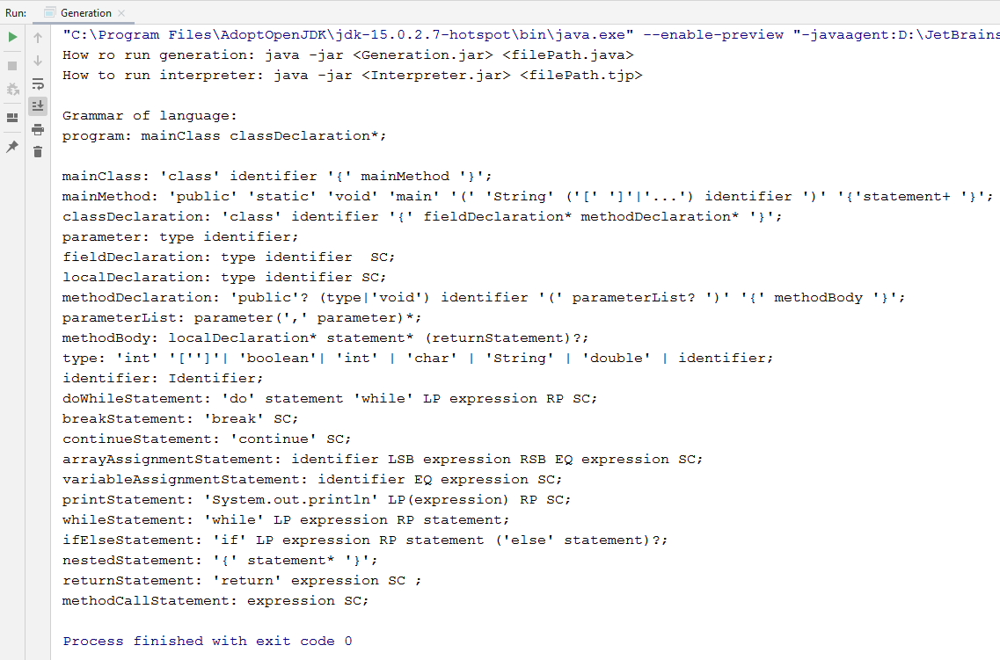 Run: Generation
"C:\Program Files\AdoptOpenJDK\jdk-15.0.2.7-hotspot\bin\java.exe" --enable-preview "-javaagent:D:\JetBrains
How ro run generation: java -jar <Generation.jar> <filePath.java>
How to run interpreter: java -jar <Interpreter.jar> <filePath.tjp>
Grammar of language:
program: mainClass classDeclaration*;
mainClass: 'class' identifier '{' mainMethod '}';
mainMethod: 'public' 'static' 'void' 'main' '(' 'String' ('[' ']'|'...') identifier ')' '{'statement+ '}';
classDeclaration: 'class' identifier '{' fieldDeclaration* methodDeclaration* '}';
parameter: type identifier;
fieldDeclaration: type identifier  SC;
localDeclaration: type identifier SC;
methodDeclaration: 'public'? (type|'void') identifier '(' parameterList? ')' '{' methodBody '}';
parameterList: parameter(',' parameter)*;
methodBody: localDeclaration* statement* (returnStatement)?;
type: 'int' '['']'| 'boolean'| 'int' | 'char' | 'String' | 'double' | identifier;
identifier: Identifier;
doWhileStatement: 'do' statement 'while' LP expression RP SC;
breakStatement: 'break' SC;
continueStatement: 'continue' SC;
arrayAssignmentStatement: identifier LSB expression RSB EQ expression SC;
variableAssignmentStatement: identifier EQ expression SC;
printStatement: 'System.out.println' LP(expression) RP SC;
whileStatement: 'while' LP expression RP statement;
ifElseStatement: 'if' LP expression RP statement ('else' statement)?;
nestedStatement: '{' statement* '}';
returnStatement: 'return' expression SC ;
methodCallStatement: expression SC;
Process finished with exit code 0